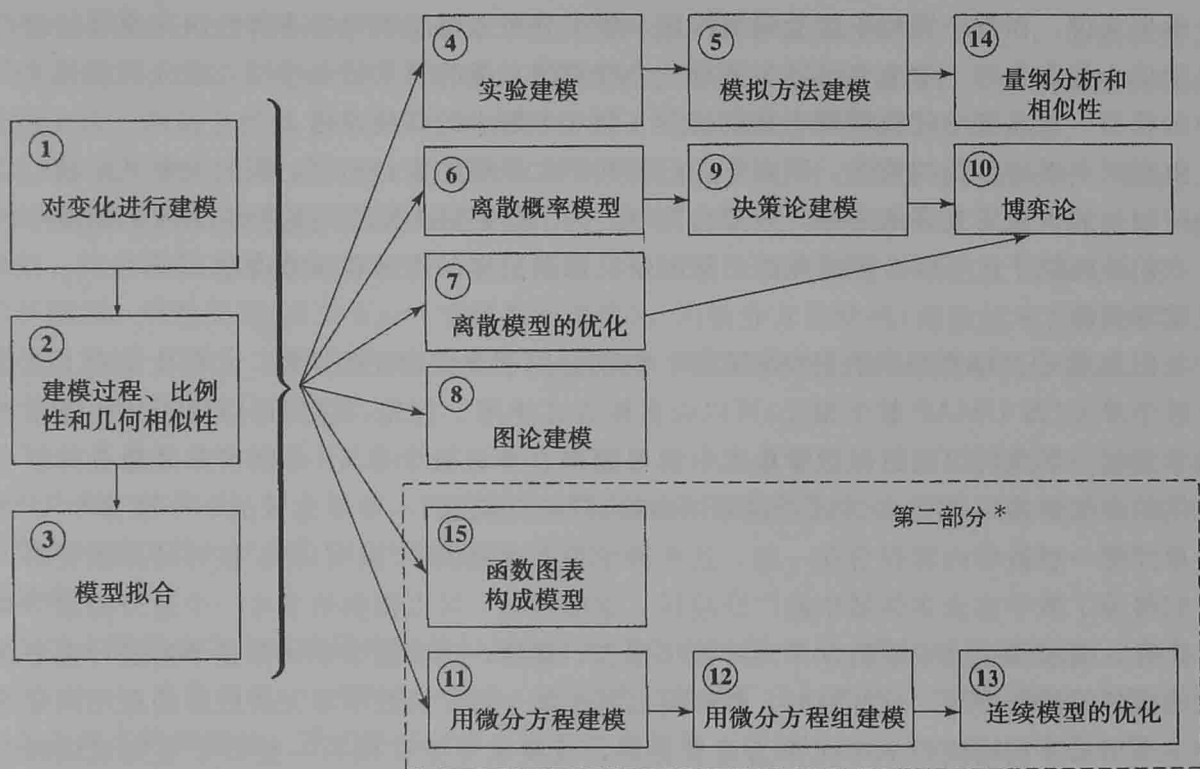 ①
对变化进行建模
②
建模过程、比例
性和几何相似性
③
模型拟合
④
实验建模
⑤
模拟方法建模
⑭
量纲分析和
相似性
⑥
离散概率模型
⑨
决策论建模
⑩
博弈论
⑦
离散模型的优化
⑧
图论建模
第二部分*
⑮
函数图表
构成模型
⑪
用微分方程建模
⑫
用微分方程组建模
⑬
连续模型的优化